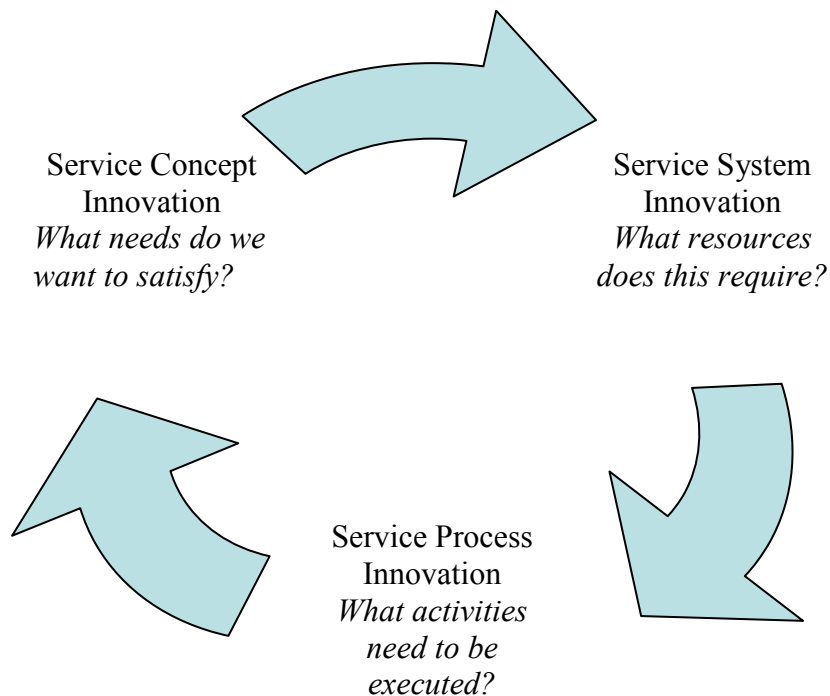 Service Concept
Innovation
What needs do we
want to satisfy?
Service System
Innovation
What resources
does this require?
Service Process
Innovation
What activities
need to be
executed?